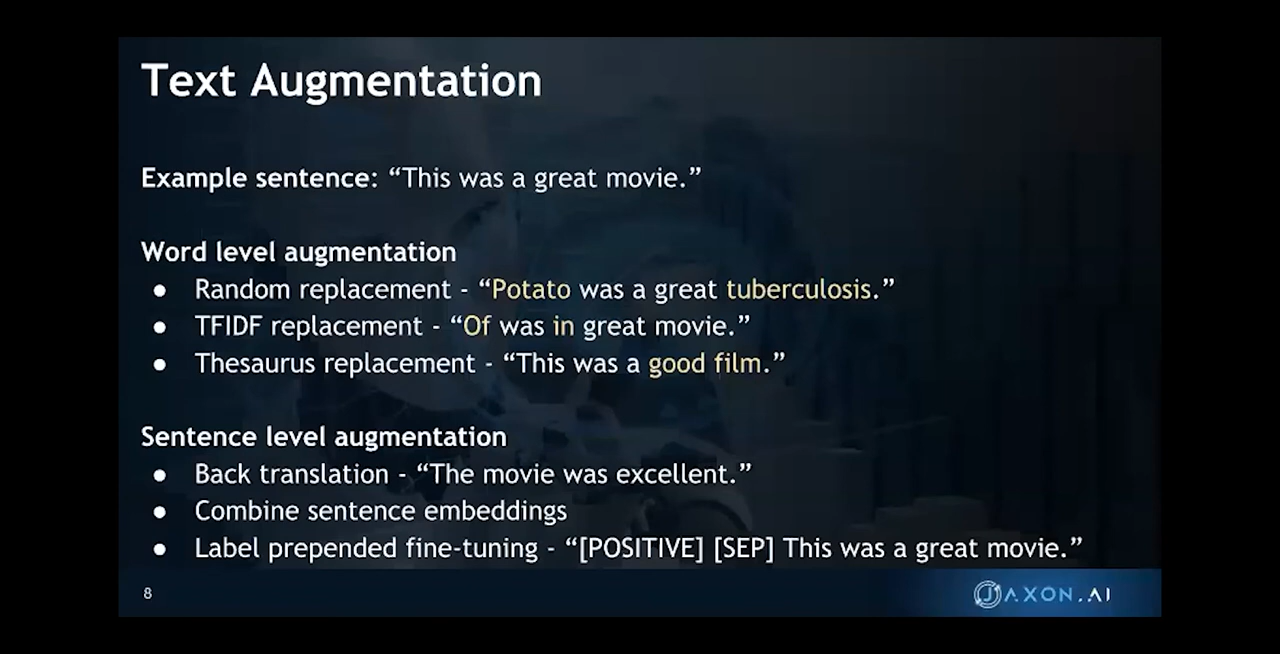 Text Augmentation
Example sentence: “This was a great movie.”
Word level augmentation
● Random replacement - “Potato was a great tuberculosis.”
● TFIDF replacement - “Of was in great movie.”
● Thesaurus replacement - “This was a good film.”
Sentence level augmentation
● Back translation - “The movie was excellent.”
● Combine sentence embeddings
● Label prepended fine-tuning - “[POSITIVE] [SEP] This was a great movie.”
8
JAXON.AI